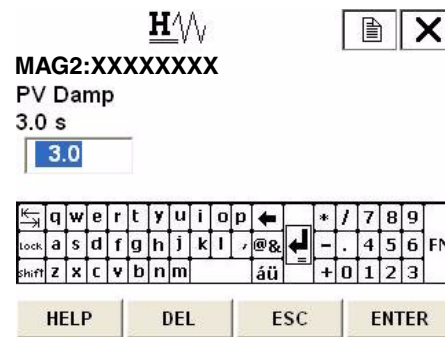 H
MAG2:XXXXXXXX
PV Damp
3.0 s
3.0
q w e r t y u i o p * / 7 8 9
Lock a s d f g h j k l , @& - . 4 5 6 FN
Shift z x c v b n m áü + 0 1 2 3
HELP DEL ESC ENTER